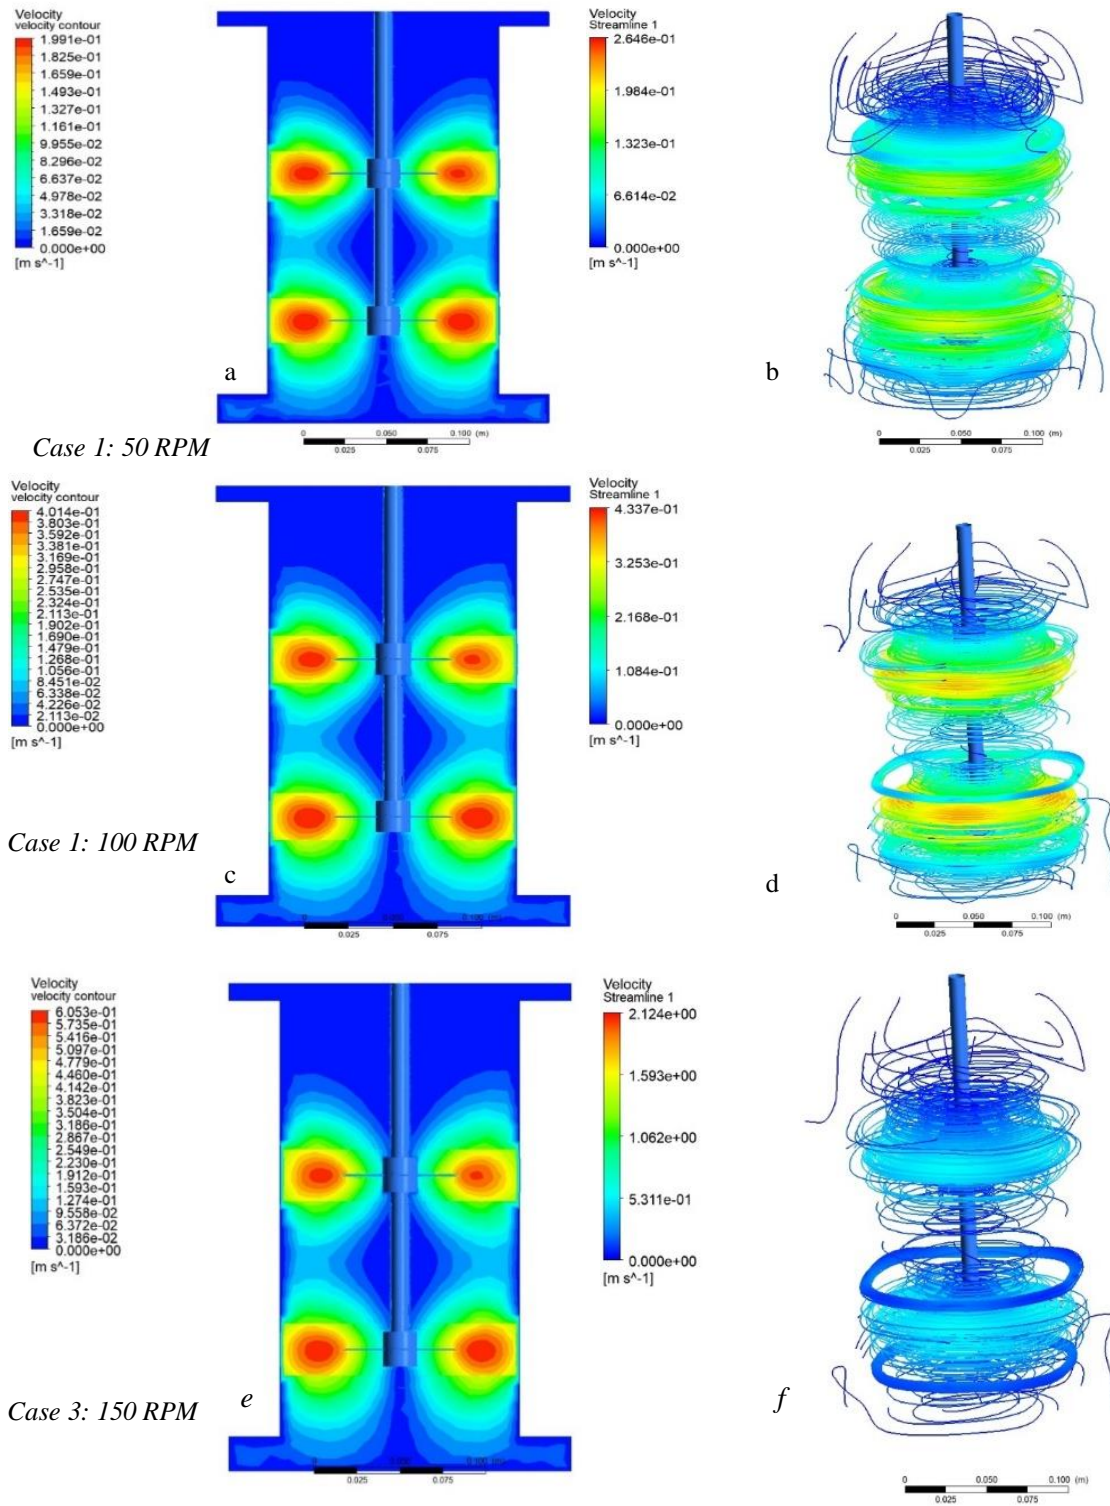 Velocity
velocity contour
1.991e-01
1.825e-01
1.659e-01
1.493e-01
1.327e-01
1.161e-01
9.955e-02
8.296e-02
6.637e-02
4.978e-02
3.318e-02
1.659e-02
0.000e+00
[m s^-1]
a
0 0.050 0.100 (m)
0.025 0.075
Velocity
Streamline 1
2.646e-01
1.984e-01
1.323e-01
6.614e-02
0.000e+00
[m s^-1]
b
0 0.050 0.100 (m)
0.025 0.075
Case 1: 50 RPM
Velocity
velocity contour
4.014e-01
3.803e-01
3.592e-01
3.381e-01
3.169e-01
2.958e-01
2.747e-01
2.535e-01
2.324e-01
2.113e-01
1.902e-01
1.690e-01
1.479e-01
1.268e-01
1.056e-01
8.451e-02
6.338e-02
4.226e-02
2.113e-02
0.000e+00
[m s^-1]
c
0 0.050 0.100 (m)
0.025 0.075
Velocity
Streamline 1
4.337e-01
3.253e-01
2.168e-01
1.084e-01
0.000e+00
[m s^-1]
d
0 0.050 0.100 (m)
0.025 0.075
Case 1: 100 RPM
Velocity
velocity contour
6.053e-01
5.735e-01
5.416e-01
5.097e-01
4.779e-01
4.460e-01
4.142e-01
3.823e-01
3.504e-01
3.186e-01
2.867e-01
2.549e-01
2.230e-01
1.912e-01
1.593e-01
1.274e-01
9.558e-02
6.372e-02
3.186e-02
0.000e+00
[m s^-1]
e
0 0.050 0.100 (m)
0.025 0.075
Velocity
Streamline 1
2.124e+00
1.593e+00
1.062e+00
5.311e-01
0.000e+00
[m s^-1]
f
0 0.050 0.100 (m)
0.025 0.075
Case 3: 150 RPM